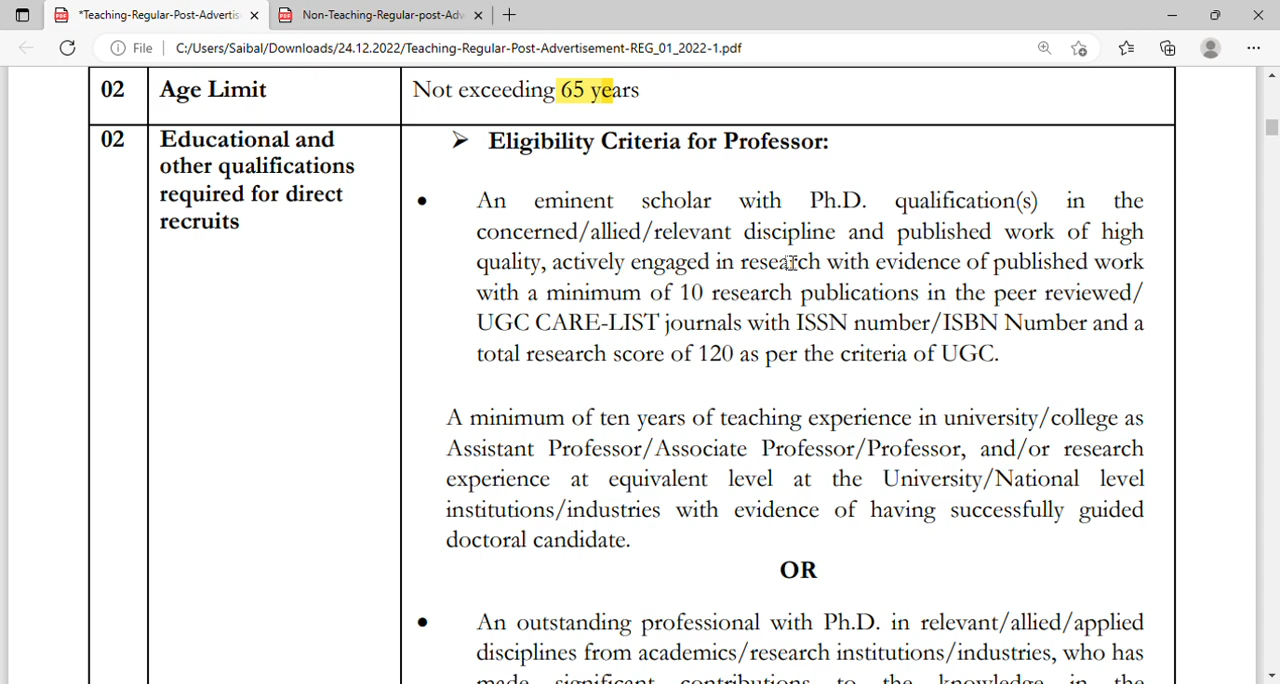 *Teaching-Regular-Post-Advertis
Non-Teaching-Regular-post-Adv
File
C:/Users/Saibal/Downloads/24.12.2022/Teaching-Regular-Post-Advertisement-REG_01_2022-1.pdf
02 Age Limit Not exceeding 65 years
02 Educational and
other qualifications
required for direct
recruits
➢ Eligibility Criteria for Professor:
• An eminent scholar with Ph.D. qualification(s) in the
concerned/allied/relevant discipline and published work of high
quality, actively engaged in research with evidence of published work
with a minimum of 10 research publications in the peer reviewed/
UGC CARE-LIST journals with ISSN number/ISBN Number and a
total research score of 120 as per the criteria of UGC.
A minimum of ten years of teaching experience in university/college as
Assistant Professor/Associate Professor/Professor, and/or research
experience at equivalent level at the University/National level
institutions/industries with evidence of having successfully guided
doctoral candidate.
OR
• An outstanding professional with Ph.D. in relevant/allied/applied
disciplines from academics/research institutions/industries, who has
made significant contributions to the knowledge in the